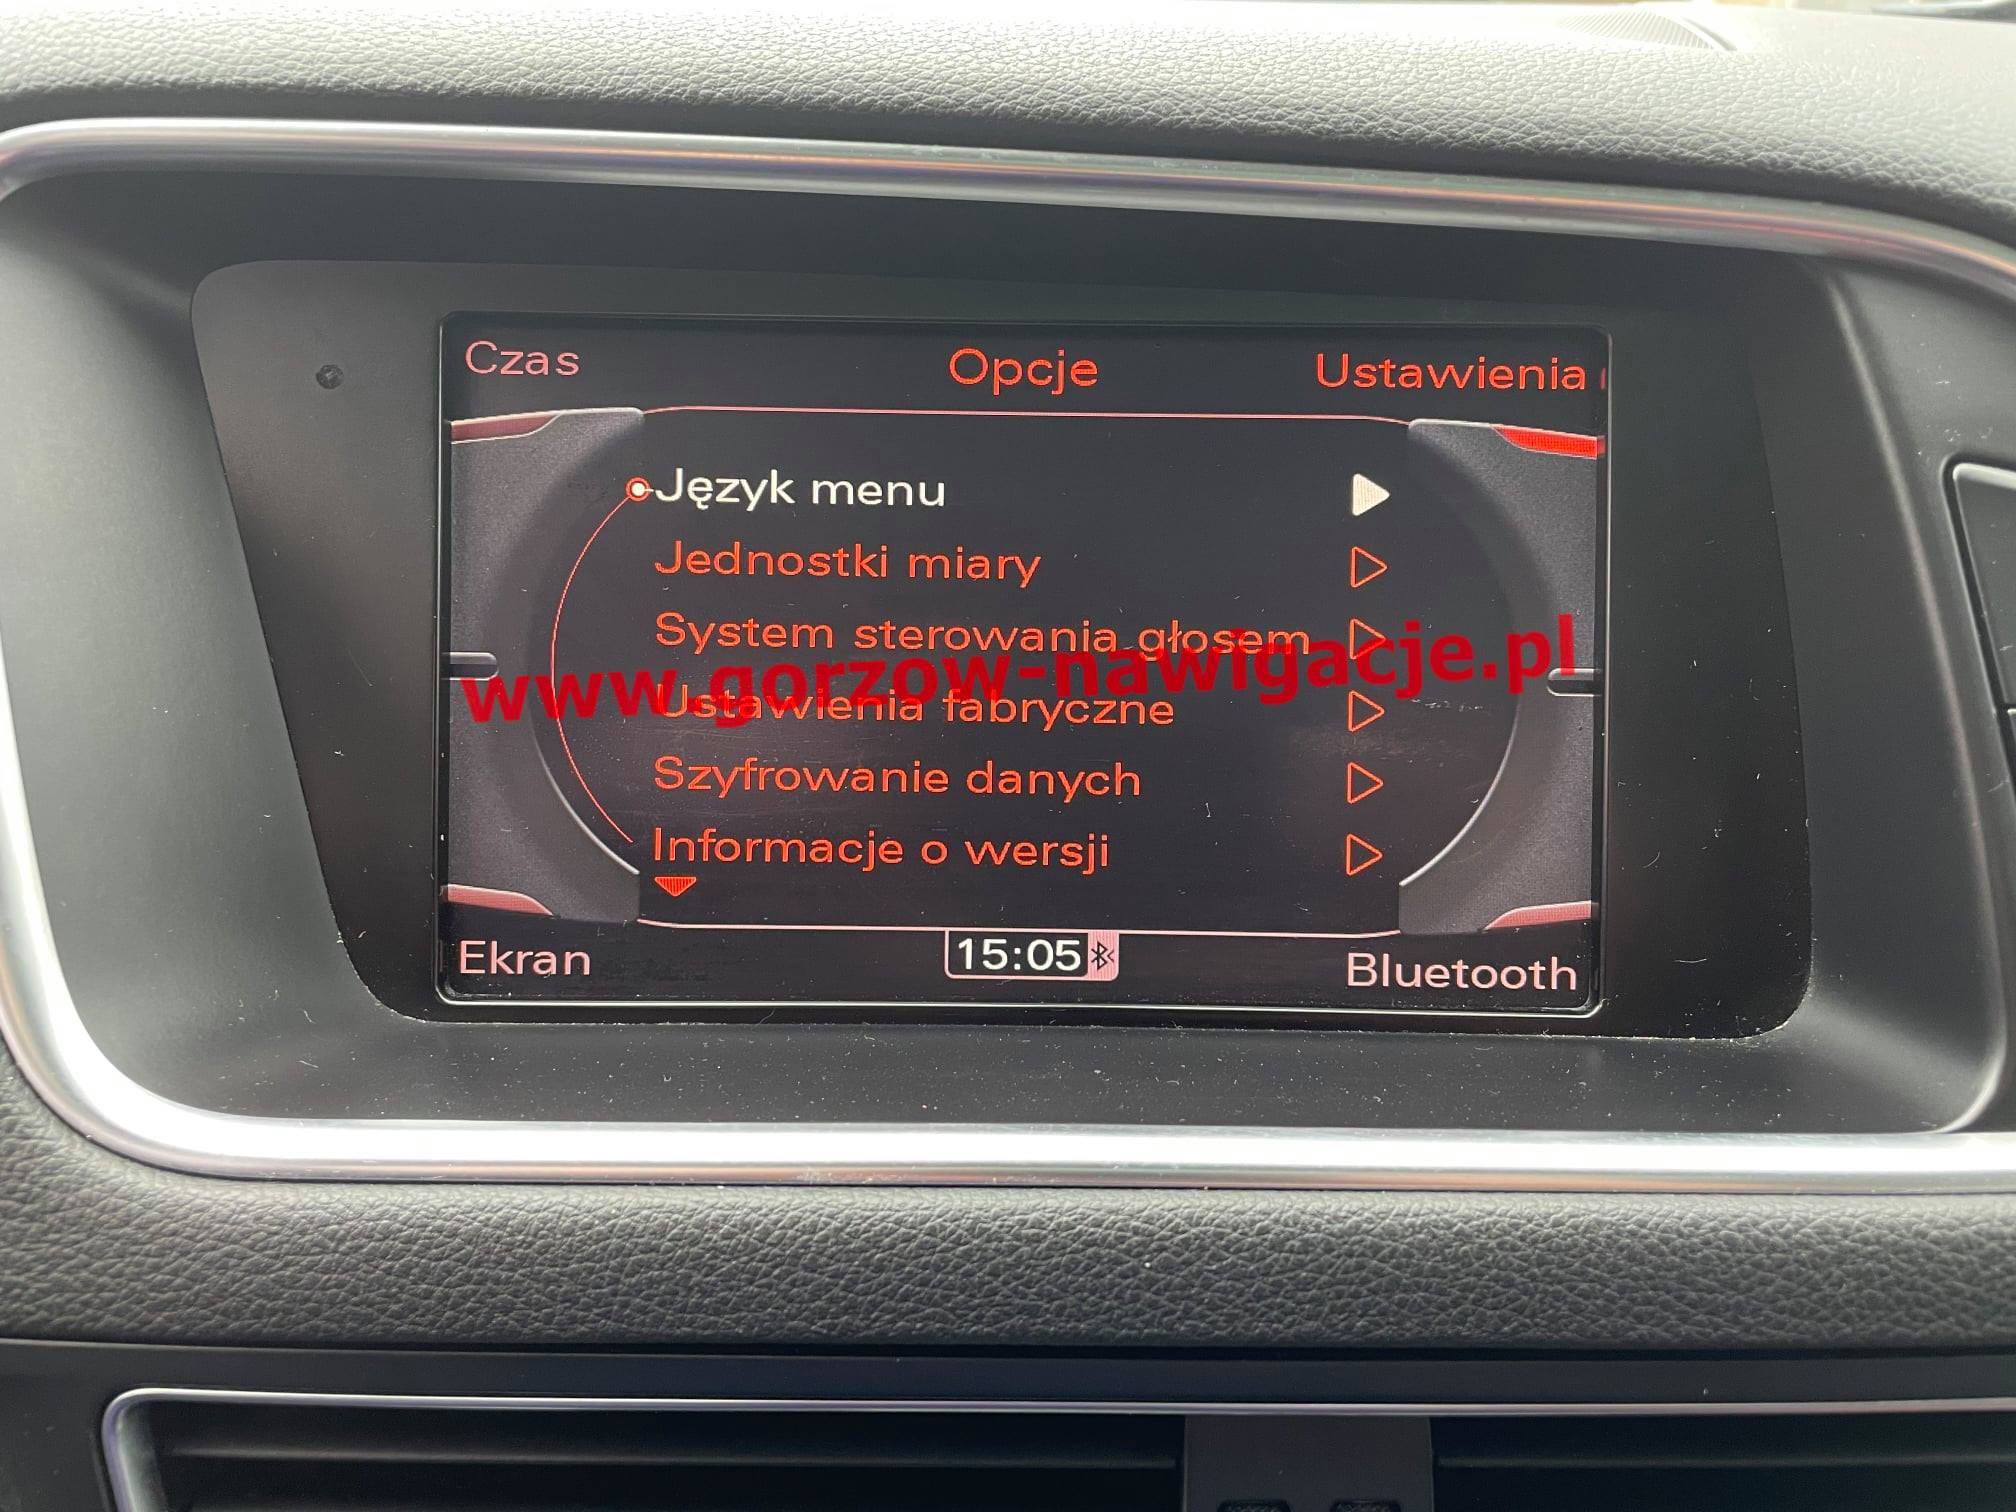 Czas
Opcje
Ustawienia
Język menu
Jednostki miary
System sterowania głosem
www.gorzow-nawigacje.pl
Ustawienia fabryczne
Szyfrowanie danych
Informacje o wersji
Ekran
15:05
Bluetooth